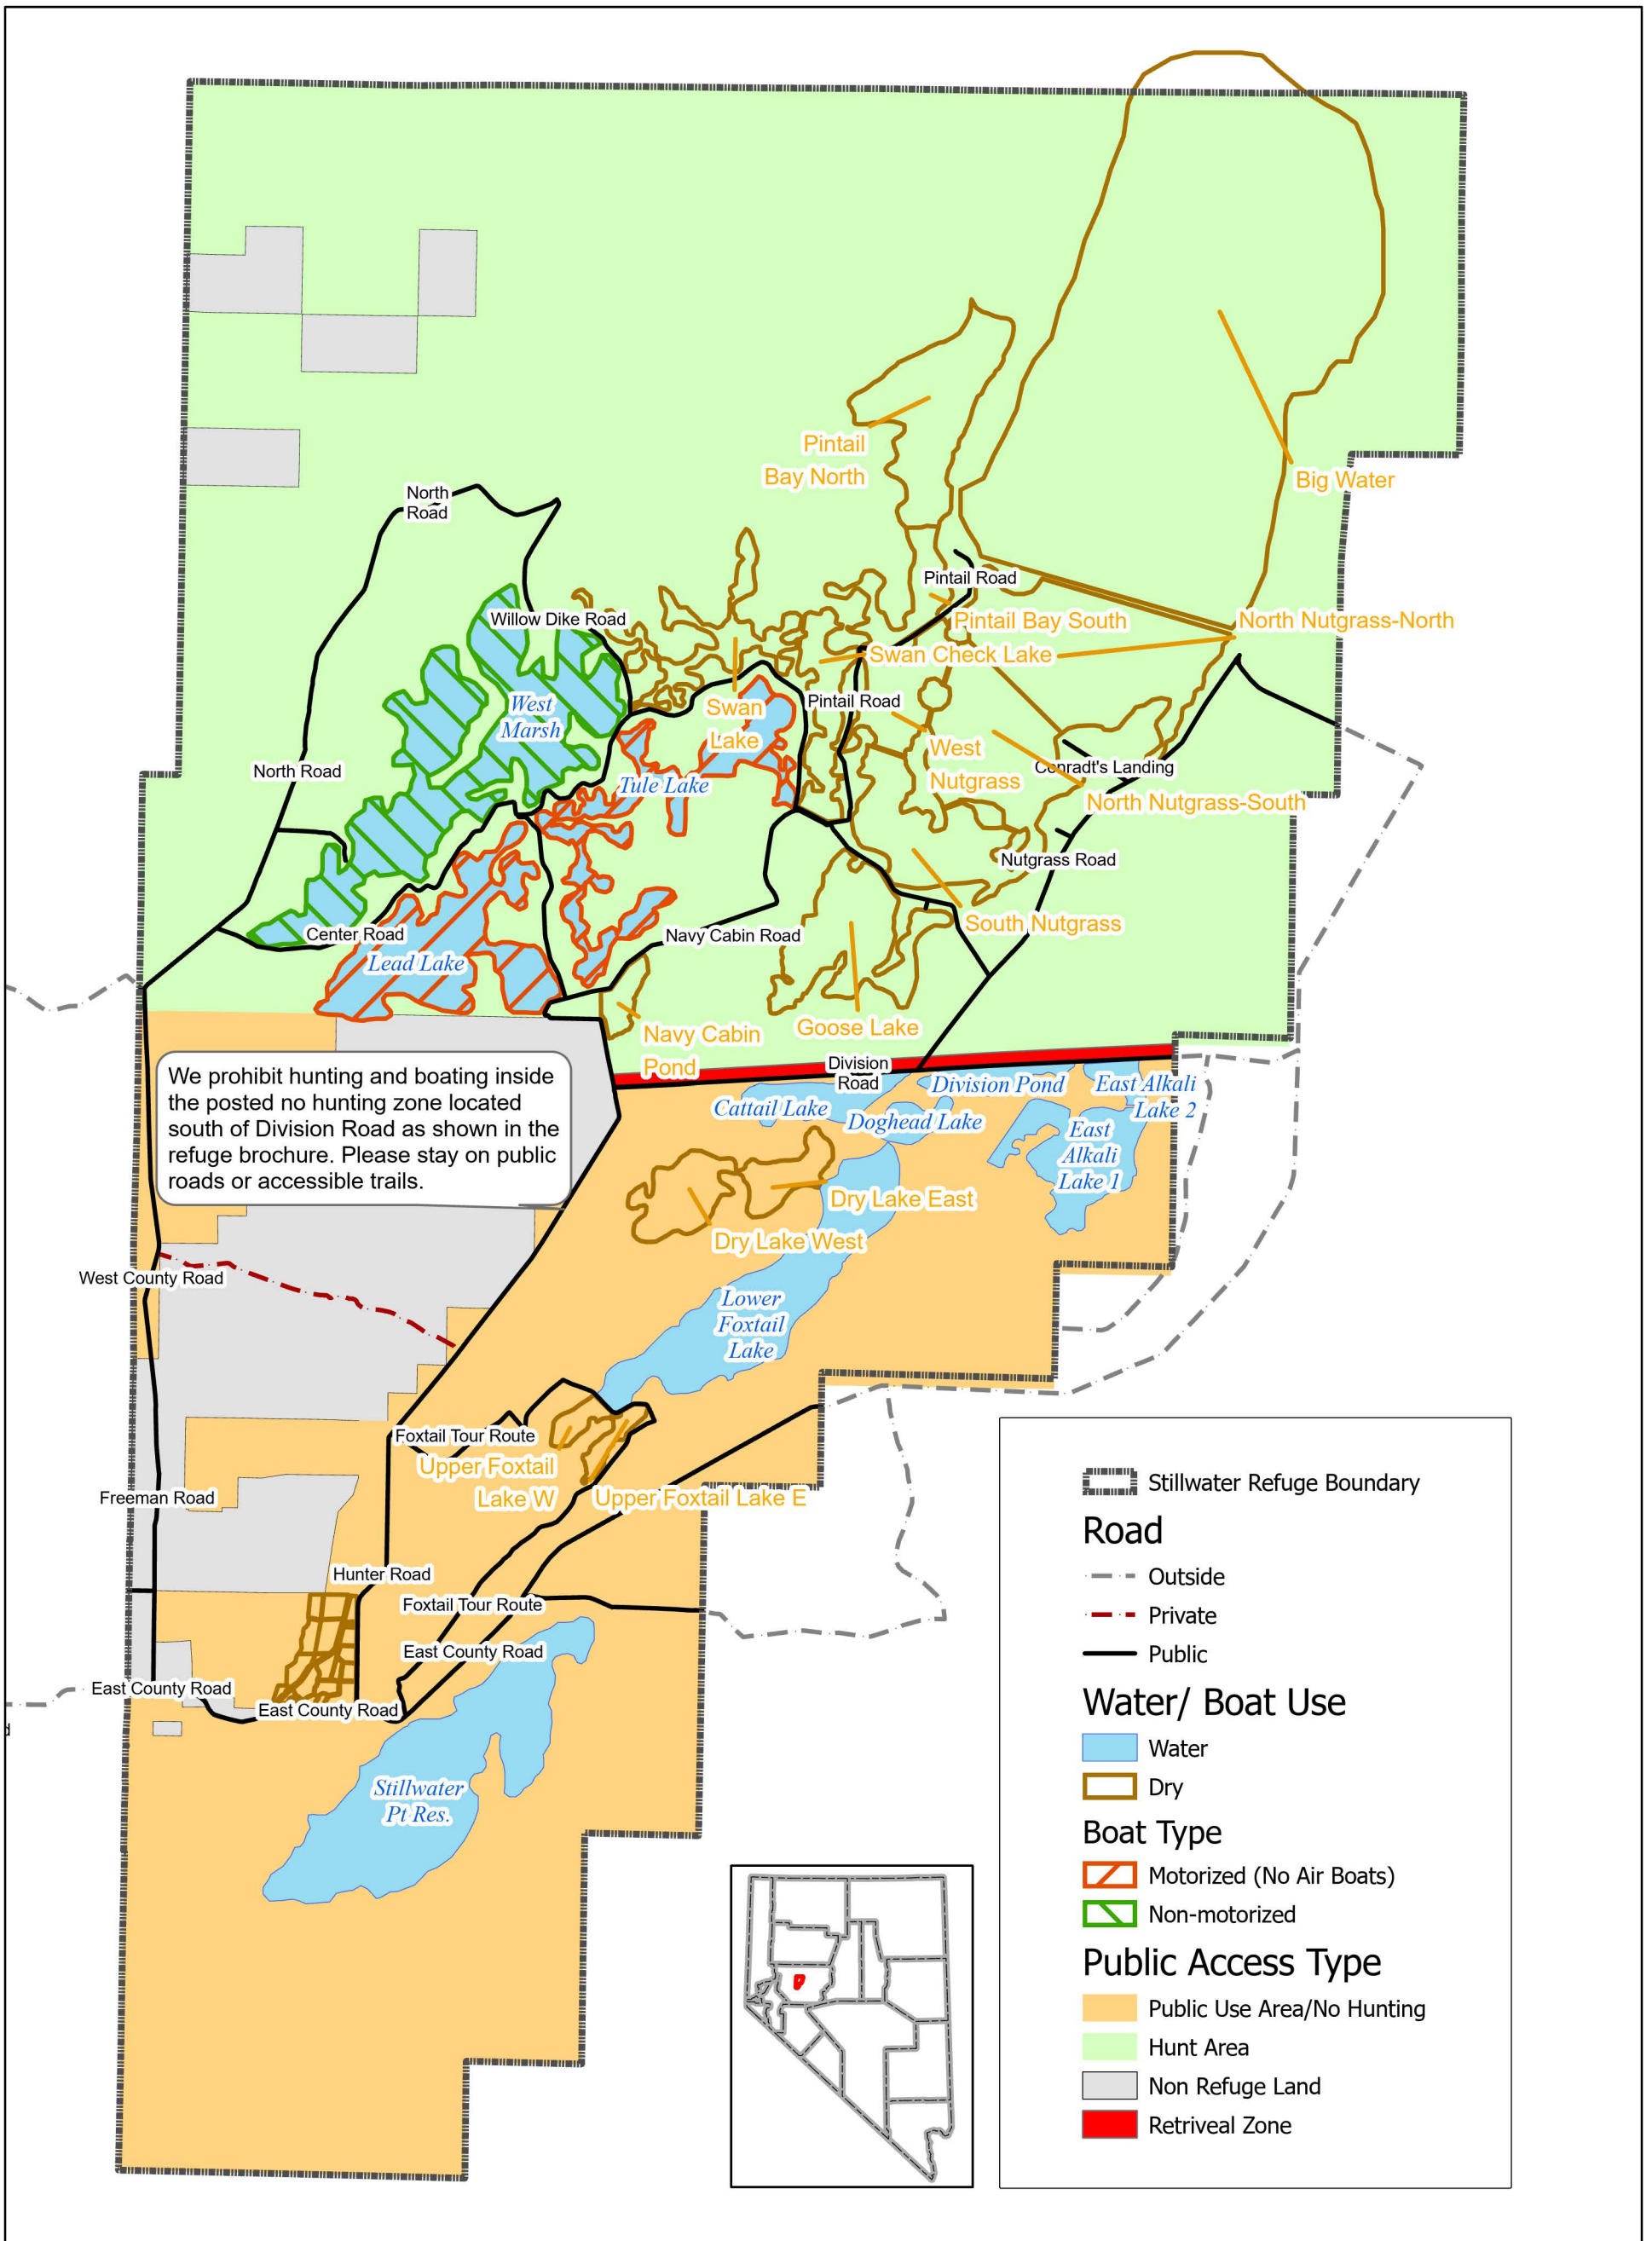 Pintail
Bay North
Big Water
North
Road
Pintail Road
Willow Dike Road
Pintail Bay South
North Nutgrass-North
Swan Check Lake
West
Marsh
Swan
Lake
Pintail Road
West
Nutgrass
North Road
Conradt's Landing
Tule Lake
North Nutgrass-South
Nutgrass Road
South Nutgrass
Center Road
Navy Cabin Road
Lead Lake
Navy Cabin
Pond
Goose Lake
Division
Road
We prohibit hunting and boating inside
the posted no hunting zone located
south of Division Road as shown in the
refuge brochure. Please stay on public
roads or accessible trails.
Cattail Lake
Division Pond
East Alkali
Lake 2
Doghead Lake
East
Alkali
Lake 1
Dry Lake East
Dry Lake West
West County Road
Lower
Foxtail
Lake
Foxtail Tour Route
Upper Foxtail
Lake W
Upper Foxtail Lake E
Freeman Road
Hunter Road
Foxtail Tour Route
East County Road
East County Road
East County Road
d
Stillwater
Pt Res.
Stillwater Refuge Boundary
Road
Outside
Private
Public
Water/ Boat Use
Water
Dry
Boat Type
Motorized (No Air Boats)
Non-motorized
Public Access Type
Public Use Area/No Hunting
Hunt Area
Non Refuge Land
Retriveal Zone